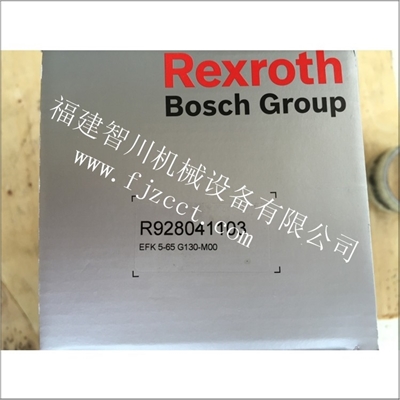 Rexroth
Bosch Group
福建智川机械设备有限公司
www.fjzcct.com
R928041103
EFK 5-65 G130-M00